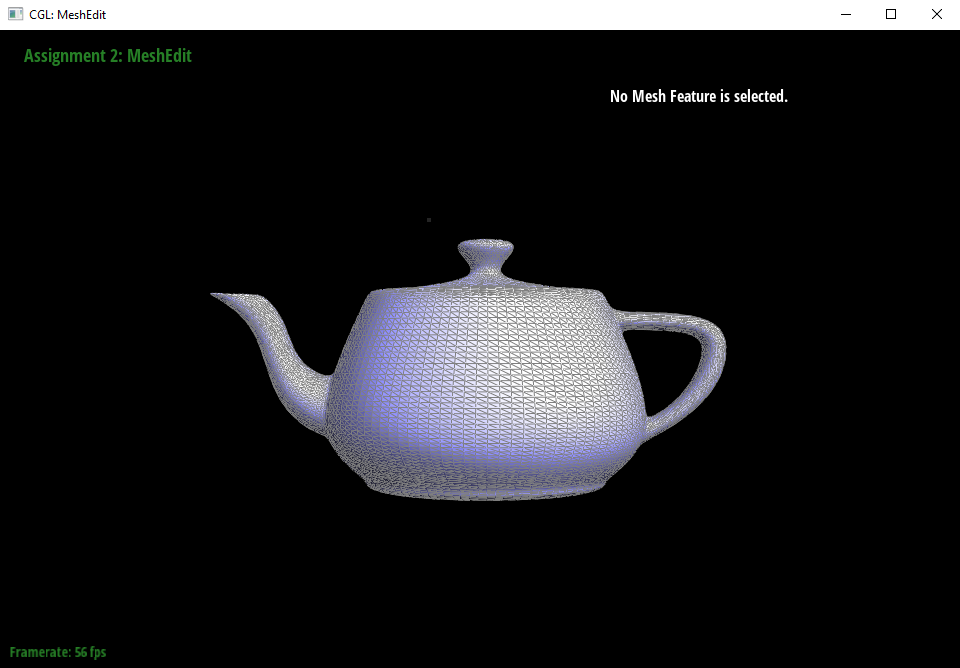 CGL: MeshEdit
Assignment 2: MeshEdit
No Mesh Feature is selected.
Framerate: 56 fps